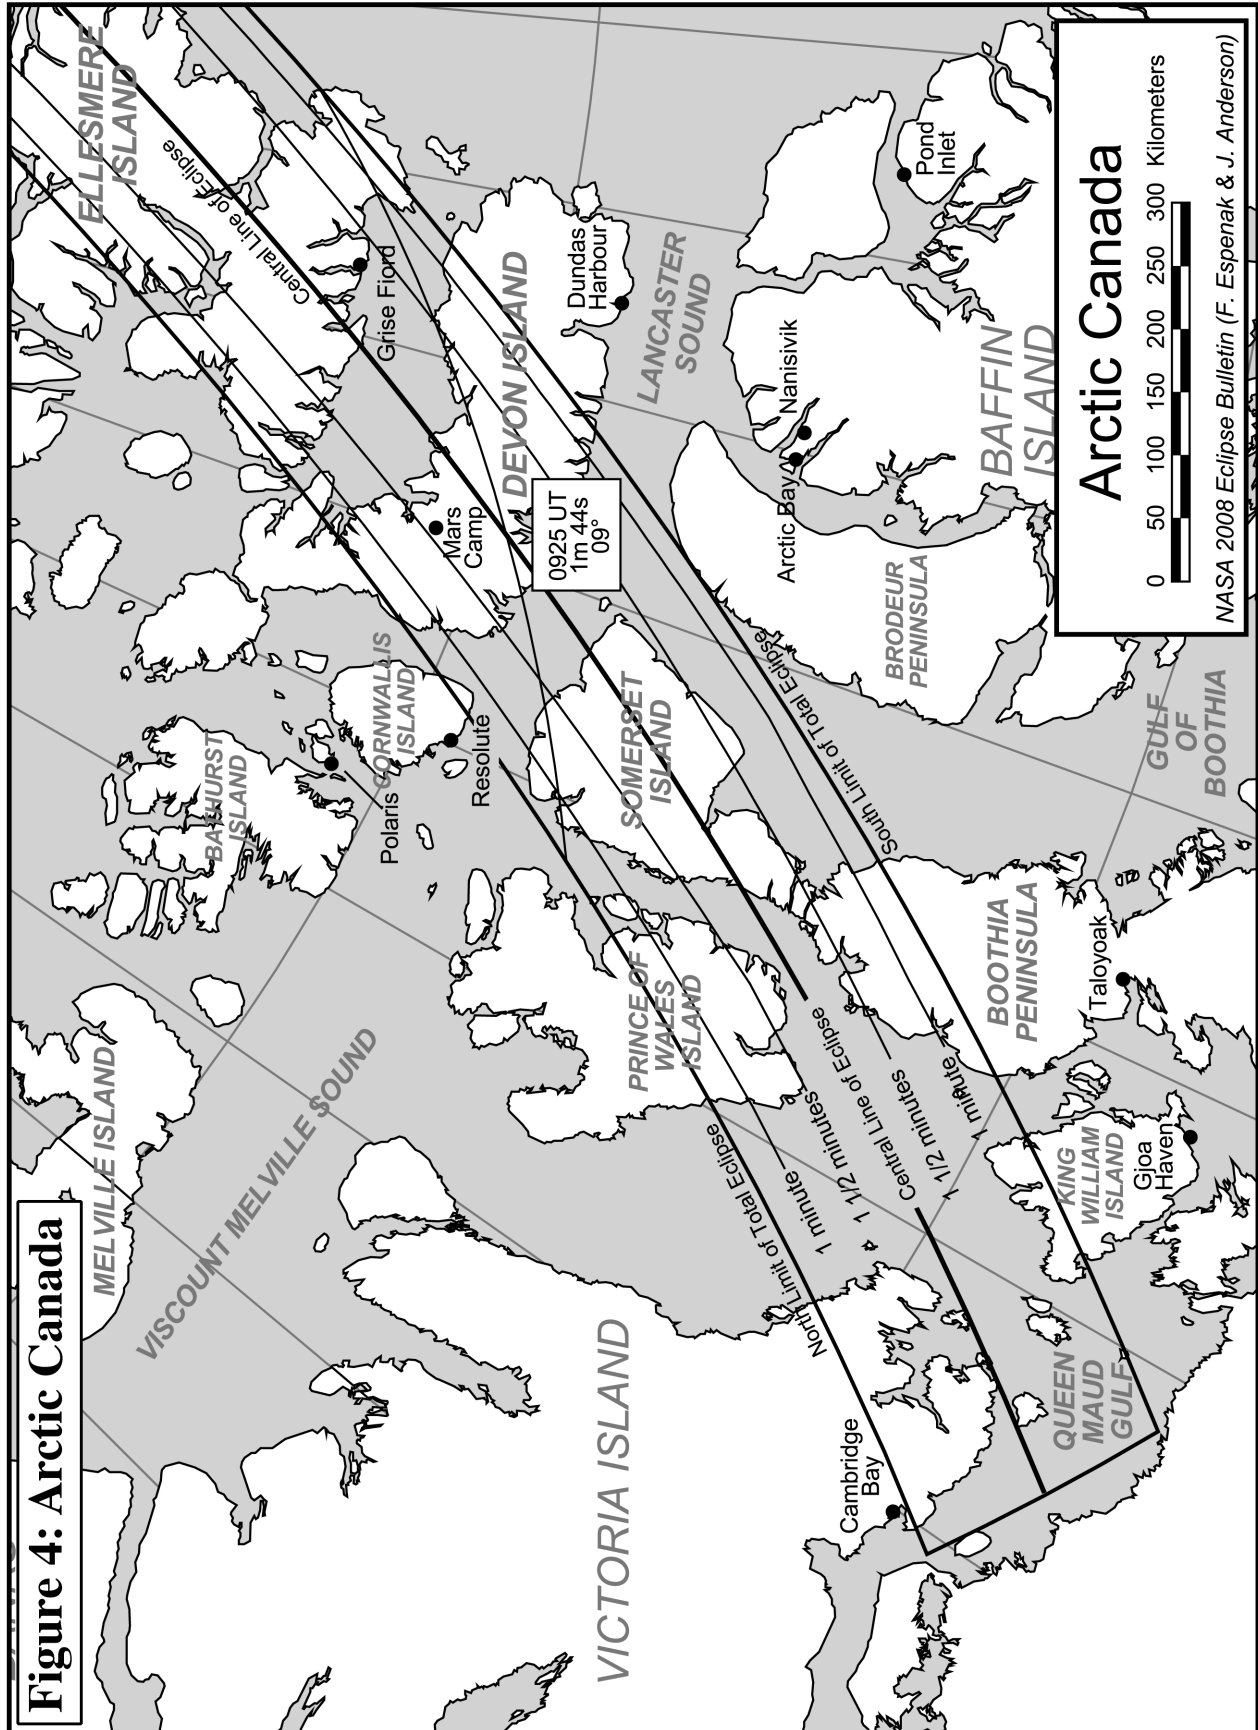 Figure 4: Arctic Canada
ELLESMERE
ISLAND
Central Line of Eclipse
Grise Fiord
DEVON ISLAND
Dundas
Harbour
LANCASTER
SOUND
Pond
Inlet
Nanisivik
Arctic Bay
BAFFIN
ISLAND
BRODEUR
PENINSULA
Mars
Camp
0925 UT
1m 44s
09°
CORNWALLIS
ISLAND
Resolute
BATHURST
ISLAND
Polaris
SOMERSET
ISLAND
South Limit of Total Eclipse
GULF
OF
BOOTHIA
PRINCE OF
WALES
ISLAND
BOOTHIA
PENINSULA
Taloyoak
MELVILLE ISLAND
VISCOUNT MELVILLE SOUND
North Limit of Total Eclipse
1 minute
1 1/2 minutes
Central Line of Eclipse
1 1/2 minutes
1 minute
KING
WILLIAM
ISLAND
Gjoa
Haven
QUEEN
MAUD
GULF
Cambridge
Bay
VICTORIA ISLAND
Arctic Canada
0 50 100 150 200 250 300 Kilometers
NASA 2008 Eclipse Bulletin (F. Espenak & J. Anderson)